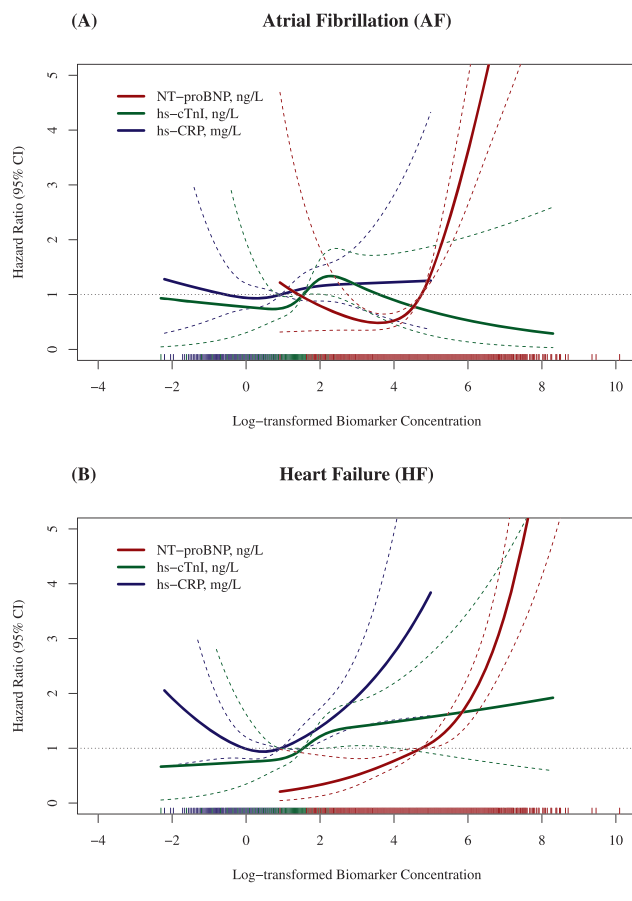 (A) Atrial Fibrillation (AF)
5
4
3
2
1
0
Hazard Ratio (95% CI)
NT−proBNP, ng/L
hs−cTnI, ng/L
hs−CRP, mg/L
−4 −2 0 2 4 6 8 10
Log−transformed Biomarker Concentration
(B) Heart Failure (HF)
5
4
3
2
1
0
Hazard Ratio (95% CI)
NT−proBNP, ng/L
hs−cTnI, ng/L
hs−CRP, mg/L
−4 −2 0 2 4 6 8 10
Log−transformed Biomarker Concentration